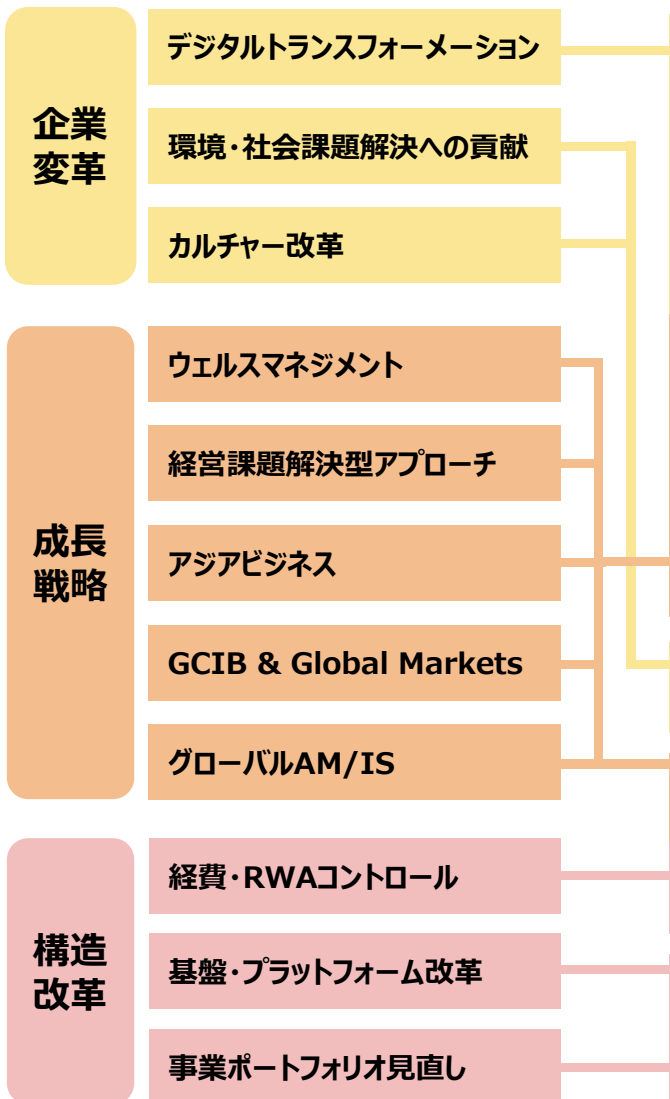 企業
変革
デジタルトランスフォーメーション
環境・社会課題解決への貢献
カルチャー改革
成長
戦略
ウェルスマネジメント
経営課題解決型アプローチ
アジアビジネス
GCIB & Global Markets
グローバルAM/IS
構造
改革
経費・RWAコントロール
基盤・プラットフォーム改革
事業ポートフォリオ見直し